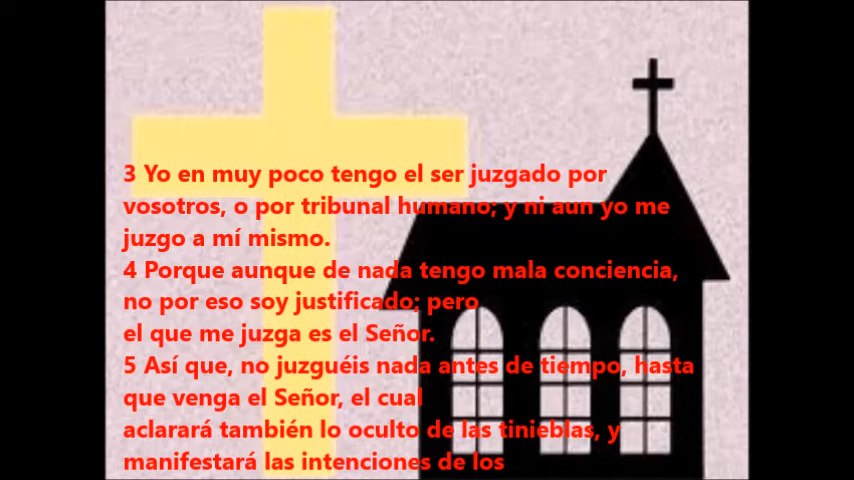 3 Yo en muy poco tengo el ser juzgado por
vosotros, o por tribunal humano; y ni aun yo me
juzgo a mí mismo.
4 Porque aunque de nada tengo mala conciencia,
no por eso soy justificado; pero
el que me juzga es el Señor.
5 Así que, no juzguéis nada antes de tiempo, hasta
que venga el Señor, el cual
aclarará también lo oculto de las tinieblas, y
manifestará las intenciones de los